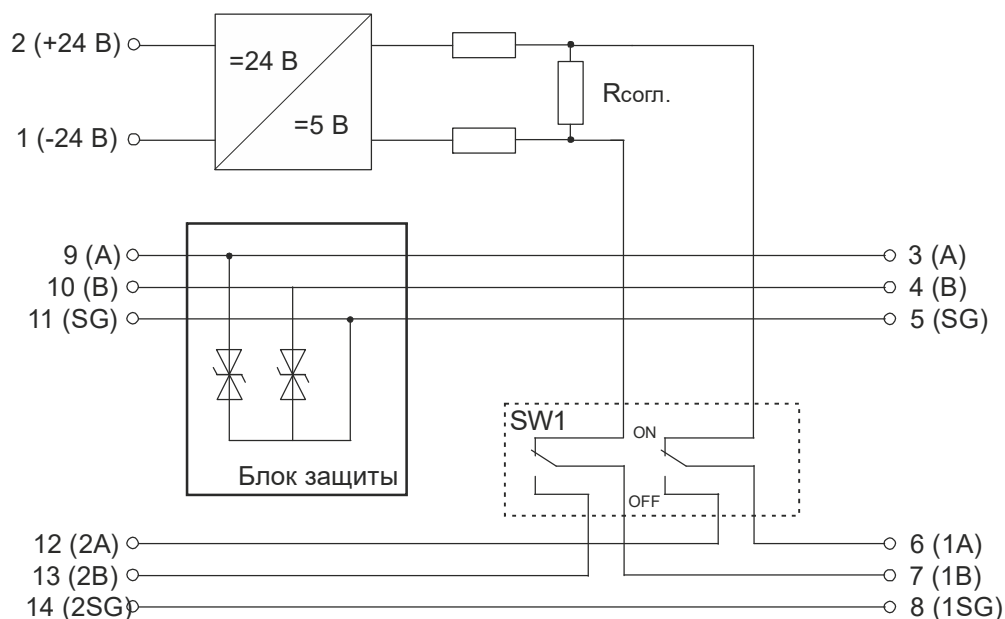 2 (+24 В)
=24 В
=5 В
Rсогл.
1 (-24 В)
9 (A)
3 (A)
10 (B)
4 (B)
11 (SG)
5 (SG)
SW1
ON
OFF
Блок защиты
12 (2A)
6 (1A)
13 (2B)
7 (1B)
14 (2SG)
8 (1SG)